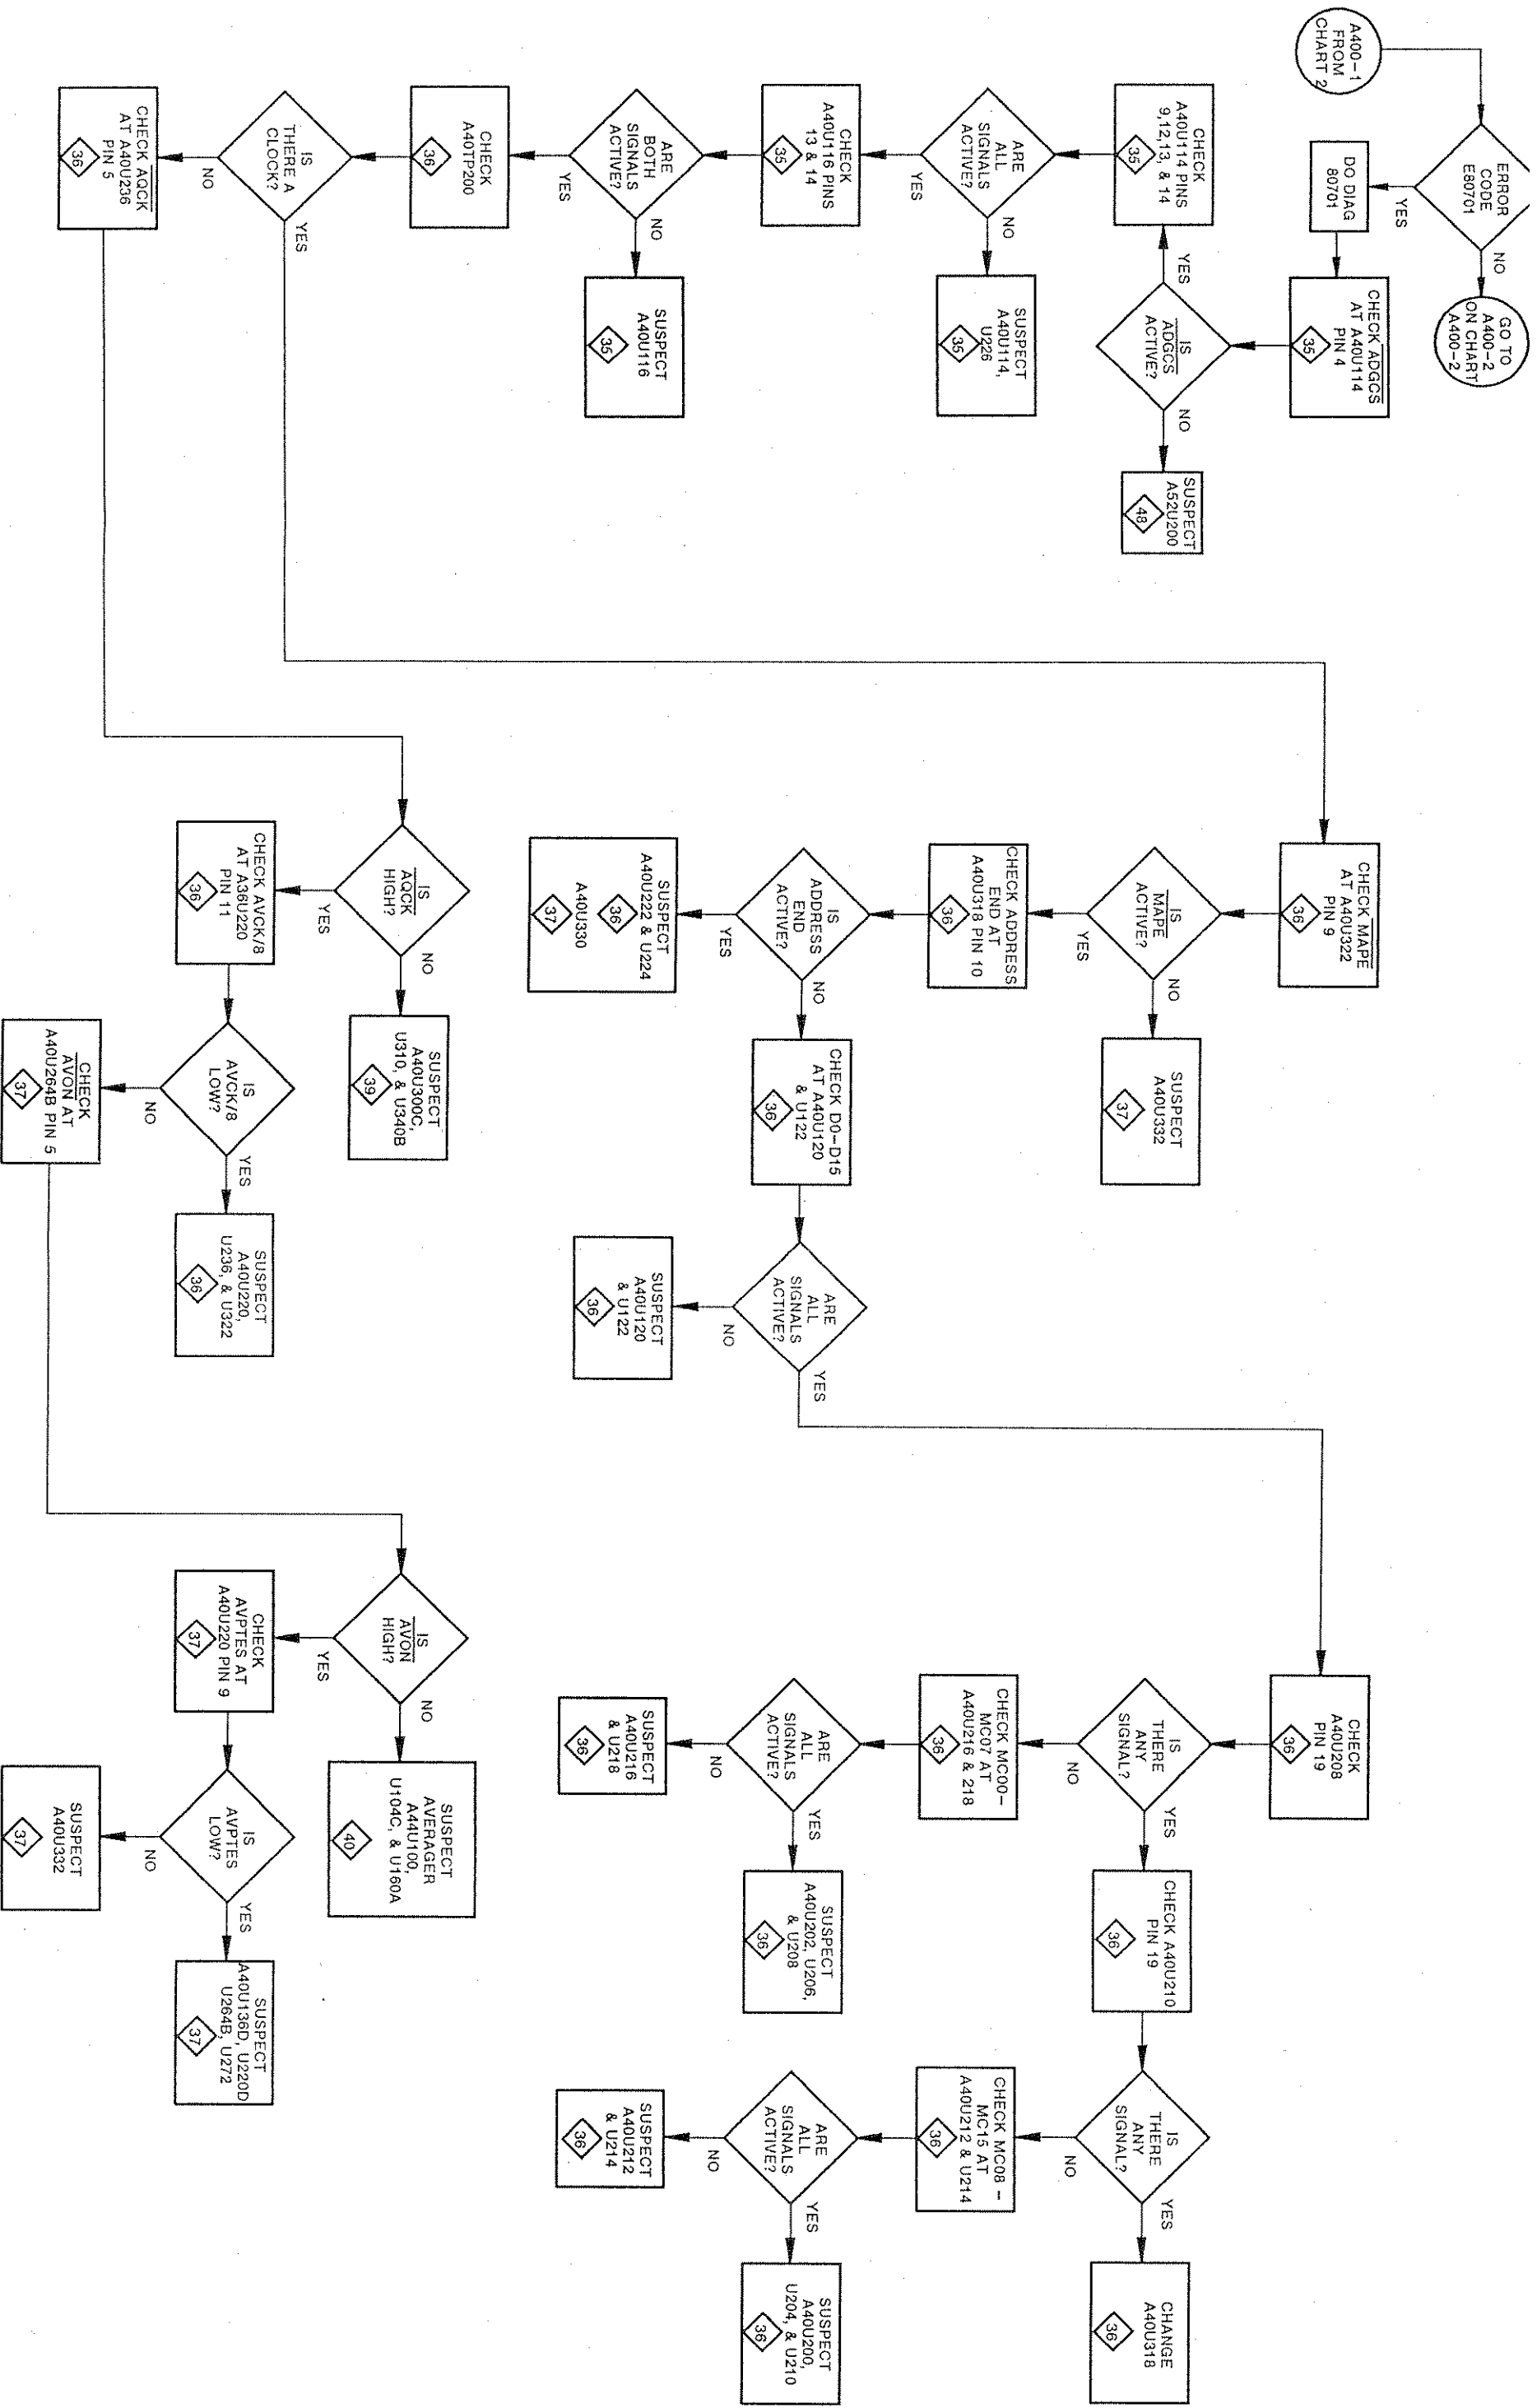 A400-1
FROM
CHART 2
ERROR
CODE
E80701
NO
GO TO
A400-2
ON CHART
A400-2
YES
DO DIAG
80701
CHECK ADGCS
AT A40U114
PIN 4
35
IS
ADGCS
ACTIVE?
NO
SUSPECT
A52U200
48
YES
CHECK
A40U114 PINS
9,12,13, & 14
35
ARE
ALL
SIGNALS
ACTIVE?
NO
SUSPECT
A40U114,
U226
35
YES
CHECK
A40U116 PINS
13 & 14
35
ARE
BOTH
SIGNALS
ACTIVE?
NO
SUSPECT
A40U116
35
YES
CHECK
A40TP200
36
IS
THERE A
CLOCK?
YES
NO
CHECK AQCK
AT A40U236
PIN 5
36
CHECK MAPE
AT A40U322
PIN 9
36
IS
MAPE
ACTIVE?
NO
SUSPECT
A40U332
37
YES
CHECK ADDRESS
END AT
A40U318 PIN 10
36
IS
ADDRESS
END
ACTIVE?
NO
CHECK D0-D15
AT A40U120
& U122
36
ARE
ALL
SIGNALS
ACTIVE?
YES
NO
SUSPECT
A40U120
& U122
36
YES
SUSPECT
A40U222 & U224
36
A40U330
37
IS
AQCK
HIGH?
NO
SUSPECT
A40U300C,
U310, & U340B
39
YES
CHECK AVCK/8
AT A36U220
PIN 11
36
IS
AVCK/8
LOW?
YES
SUSPECT
A40U220,
U236, & U322
36
NO
CHECK
AVON AT
A40U264B PIN 5
37
CHECK
A40U208
PIN 19
36
IS
THERE
ANY
SIGNAL?
YES
CHECK A40U210
PIN 19
36
IS
THERE
ANY
SIGNAL?
YES
CHANGE
A40U318
36
NO
CHECK MC00-
MC07 AT
A40U216 & 218
36
NO
CHECK MC08 -
MC15 AT
A40U212 & U214
36
ARE
ALL
SIGNALS
ACTIVE?
YES
SUSPECT
A40U202, U206,
& U208
36
NO
SUSPECT
A40U216
& U218
36
ARE
ALL
SIGNALS
ACTIVE?
YES
SUSPECT
A40U200,
U204, & U210
36
NO
SUSPECT
A40U212
& U214
36
IS
AVON
HIGH?
NO
SUSPECT
AVERAGER
A44U100,
U104C, & U160A
40
YES
CHECK
AVPTES AT
A40U220 PIN 9
37
IS
AVPTES
LOW?
YES
SUSPECT
A40U136D, U220D
U264B, U272
37
NO
SUSPECT
A40U332
37